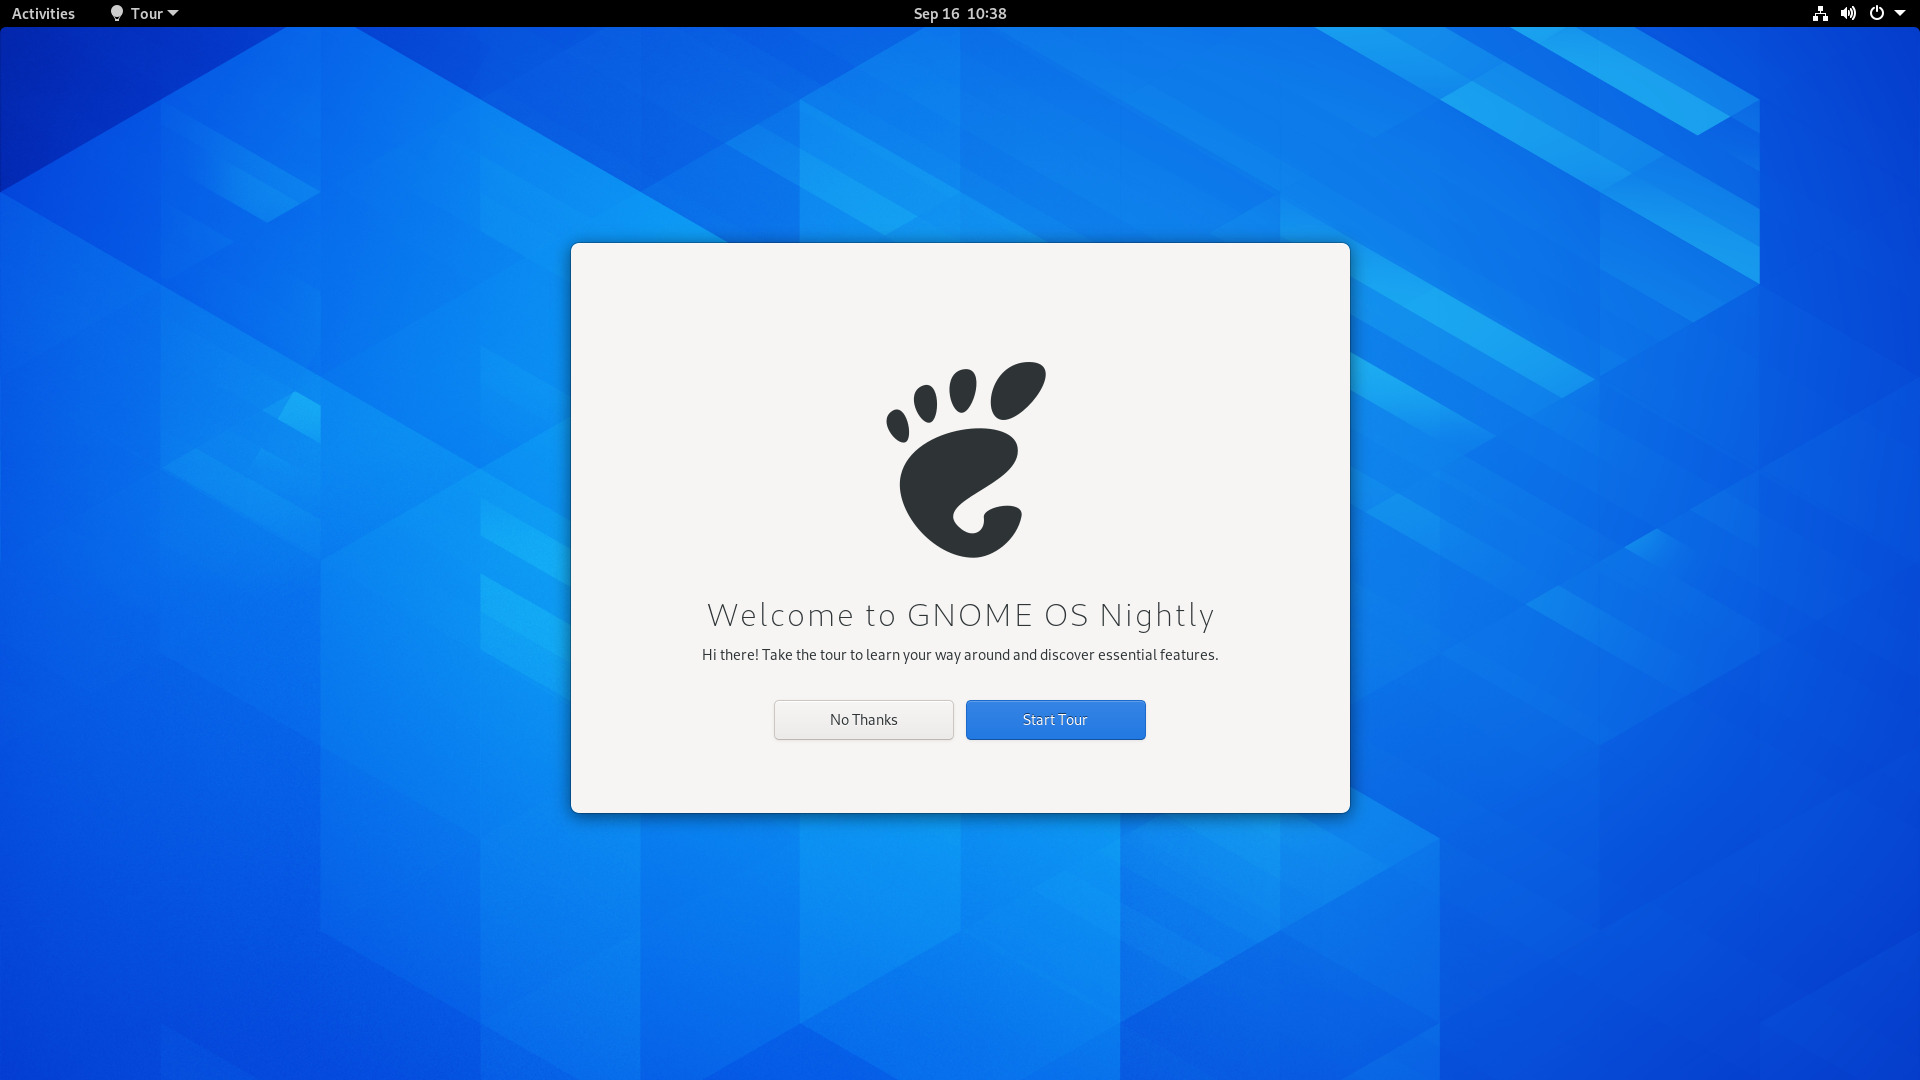 Activities Tour Sep 16 10:38
Welcome to GNOME OS Nightly
Hi there! Take the tour to learn your way around and discover essential features.
No Thanks Start Tour